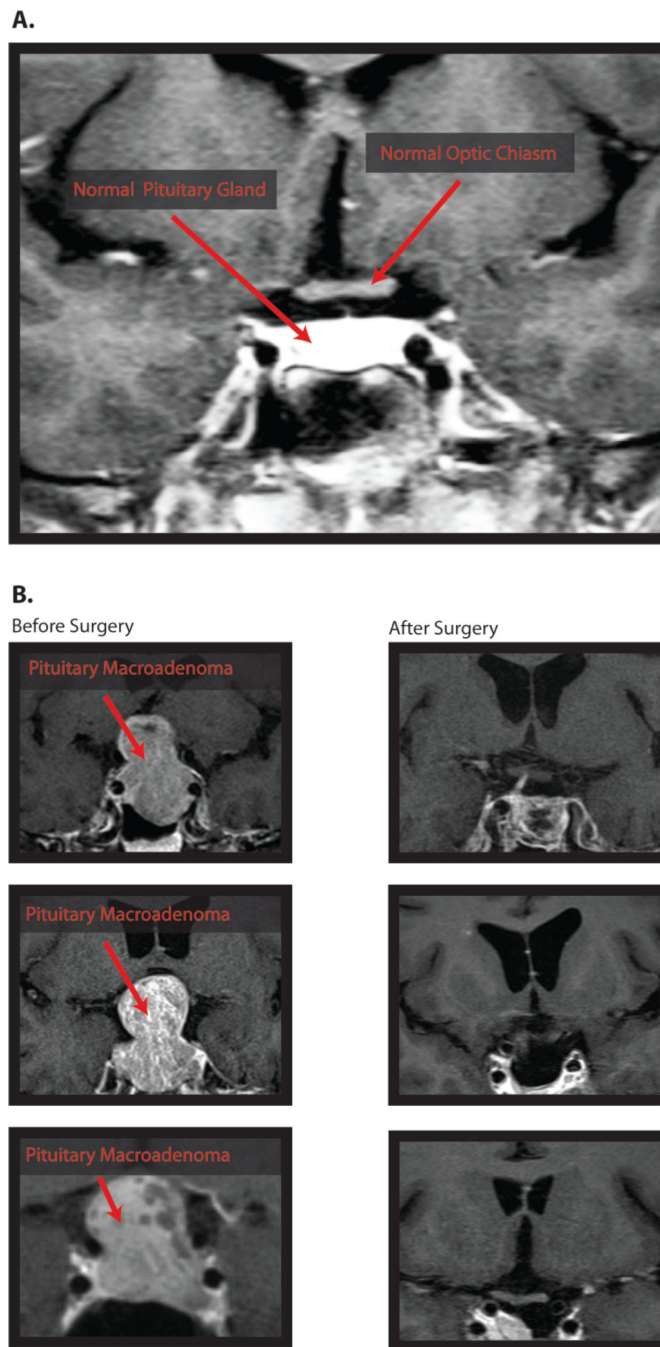 A.
Normal Optic Chiasm
Normal Pituitary Gland
B.
Before Surgery
After Surgery
Pituitary Macroadenoma
Pituitary Macroadenoma
Pituitary Macroadenoma